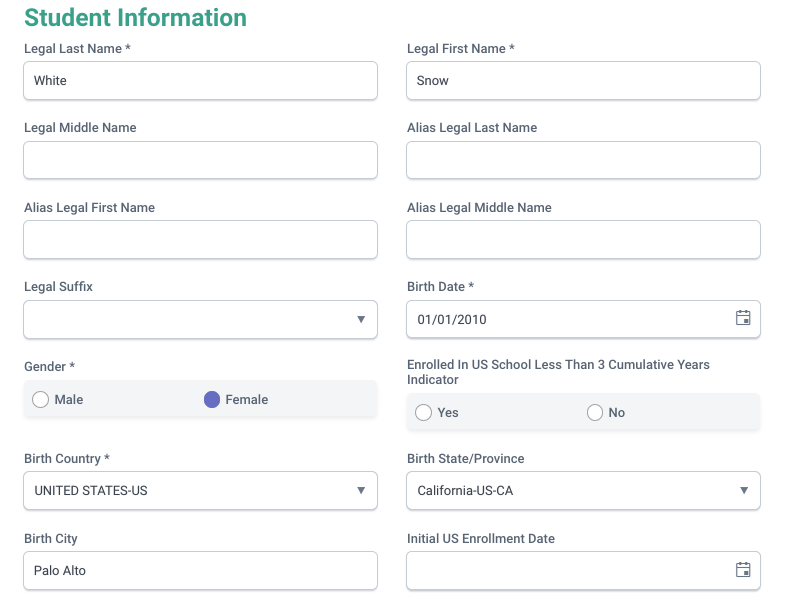 Student Information
Legal Last Name *
Legal First Name *
White
Snow
Legal Middle Name
Alias Legal Last Name
Alias Legal First Name
Alias Legal Middle Name
Legal Suffix
Birth Date *
01/01/2010
Gender *
Enrolled In US School Less Than 3 Cumulative Years
Indicator
Male
Female
Yes
No
Birth Country *
Birth State/Province
UNITED STATES-US
California-US-CA
Birth City
Initial US Enrollment Date
Palo Alto